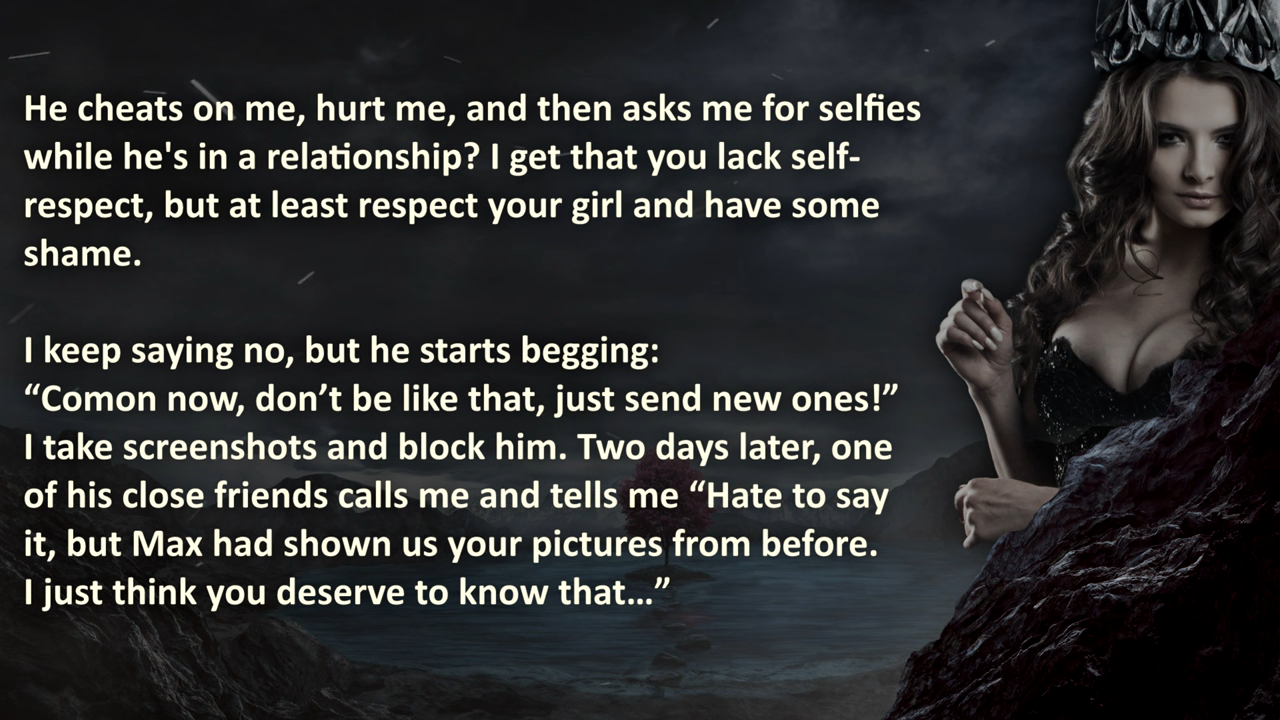 He cheats on me, hurt me, and then asks me for selfies
while he's in a relationship? I get that you lack self-
respect, but at least respect your girl and have some
shame.
I keep saying no, but he starts begging:
“Comon now, don’t be like that, just send new ones!”
I take screenshots and block him. Two days later, one
of his close friends calls me and tells me “Hate to say
it, but Max had shown us your pictures from before.
I just think you deserve to know that…”